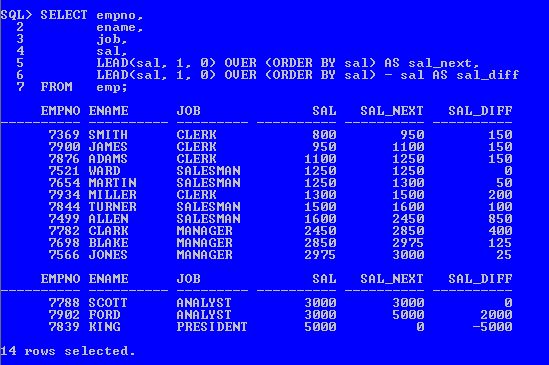 SQL> SELECT empno,
  2         ename,
  3         job,
  4         sal,
  5         LEAD(sal, 1, 0) OVER (ORDER BY sal) AS sal_next,
  6         LEAD(sal, 1, 0) OVER (ORDER BY sal) - sal AS sal_diff
  7  FROM   emp;
     EMPNO ENAME      JOB              SAL   SAL_NEXT   SAL_DIFF
---------- ---------- --------- ---------- ---------- ----------
      7369 SMITH      CLERK            800        950        150
      7900 JAMES      CLERK            950       1100        150
      7876 ADAMS      CLERK           1100       1250        150
      7521 WARD       SALESMAN        1250       1250          0
      7654 MARTIN     SALESMAN        1250       1300         50
      7934 MILLER     CLERK           1300       1500        200
      7844 TURNER     SALESMAN        1500       1600        100
      7499 ALLEN      SALESMAN        1600       2450        850
      7782 CLARK      MANAGER         2450       2850        400
      7698 BLAKE      MANAGER         2850       2975        125
      7566 JONES      MANAGER         2975       3000         25
     EMPNO ENAME      JOB              SAL   SAL_NEXT   SAL_DIFF
---------- ---------- --------- ---------- ---------- ----------
      7788 SCOTT      ANALYST         3000       3000          0
      7902 FORD       ANALYST         3000       5000       2000
      7839 KING       PRESIDENT       5000          0      -5000
14 rows selected.